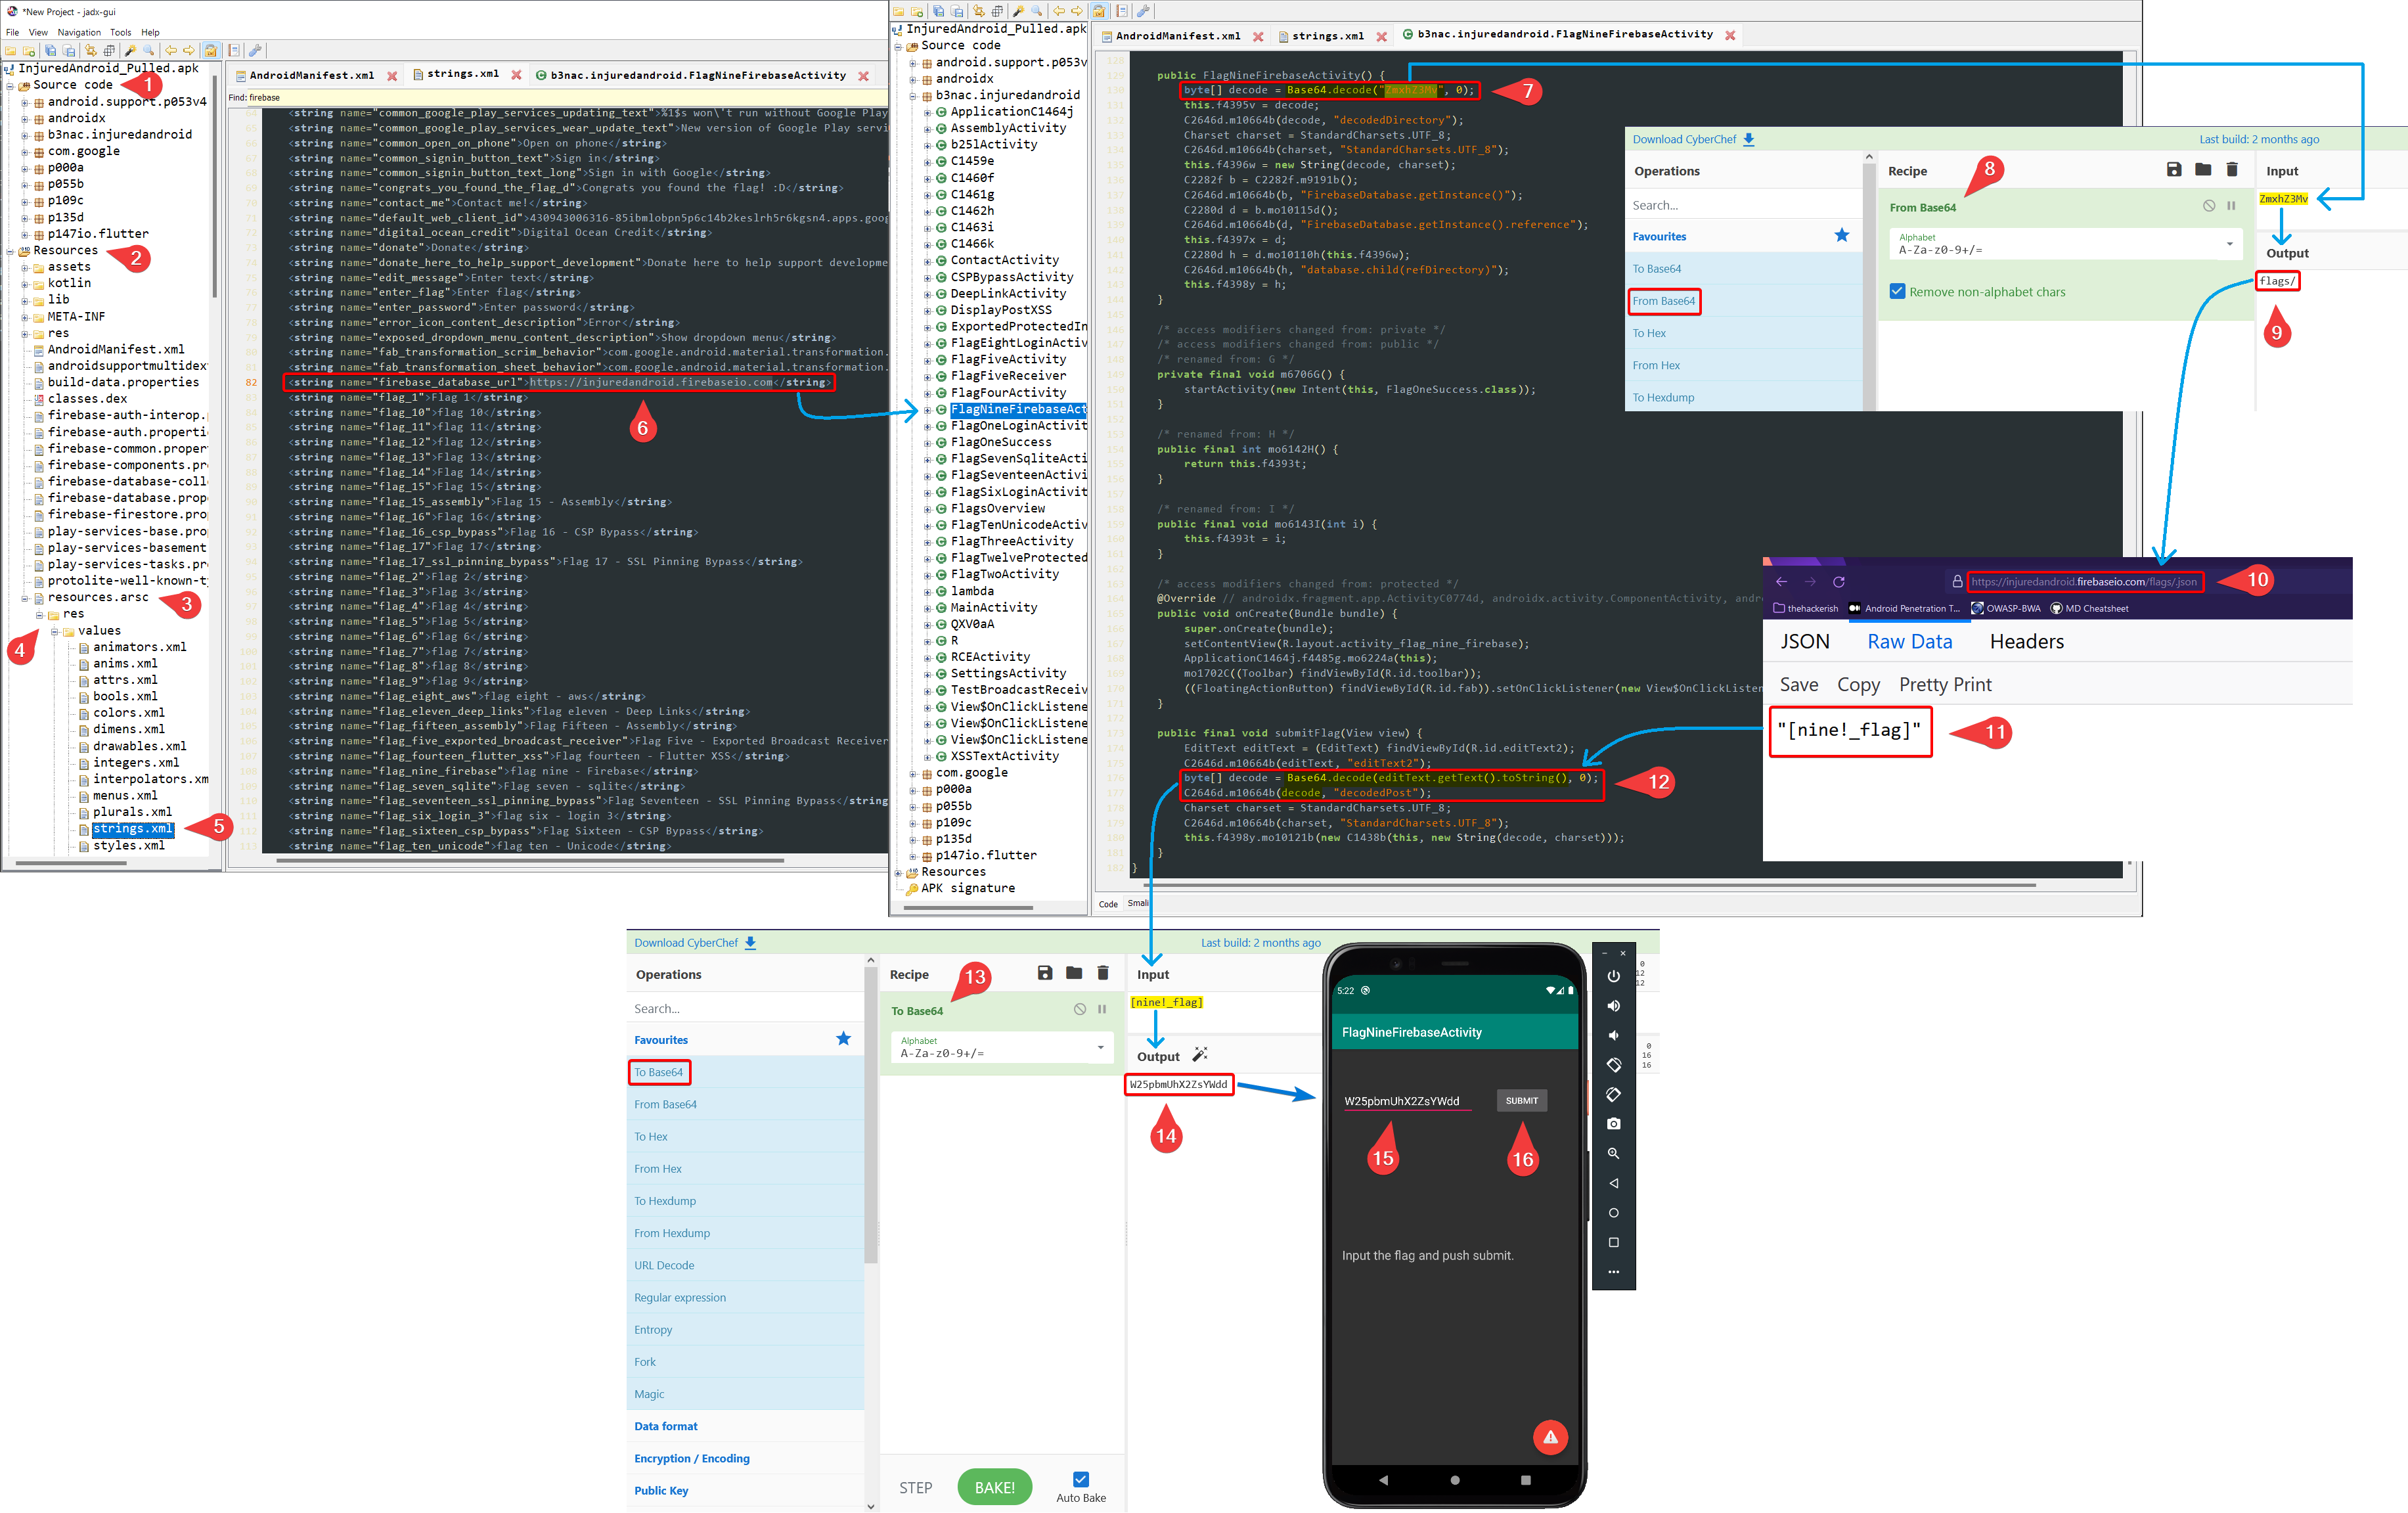 *New Project - jadx-gui
File View Navigation Tools Help
InjuredAndroid_Pulled.apk
Source code
1
android.support.p053v4
androidx
b3nac.injuredandroid
com.google
p000a
p055b
p109c
p135d
p147io.flutter
Resources
2
assets
kotlin
lib
META-INF
res
AndroidManifest.xml
androidsupportmultidex
build-data.properties
classes.dex
firebase-auth-interop.
firebase-auth.properti
firebase-common.proper
firebase-components.pr
firebase-database-coll
firebase-database.prop
firebase-firestore.pro
play-services-base.pro
play-services-basement
play-services-tasks.pr
protolite-well-known-t
resources.arsc
3
res
4
values
animators.xml
anims.xml
attrs.xml
bools.xml
colors.xml
dimens.xml
drawables.xml
integers.xml
interpolators.xm
menus.xml
plurals.xml
strings.xml
5
styles.xml
AndroidManifest.xml
strings.xml
b3nac.injuredandroid.FlagNineFirebaseActivity
Find: firebase
<string name="common_google_play_services_updating_text">%1$s won\'t run without Google Play
<string name="common_google_play_services_wear_update_text">New version of Google Play servi
<string name="common_open_on_phone">Open on phone</string>
<string name="common_signin_button_text">Sign in</string>
<string name="common_signin_button_text_long">Sign in with Google</string>
<string name="congrats_you_found_the_flag_d">Congrats you found the flag! :D</string>
<string name="contact_me">Contact me!</string>
<string name="default_web_client_id">430943006316-85ibmlobpn5p6c14b2keslrh5r6kgsn4.apps.goog
<string name="digital_ocean_credit">Digital Ocean Credit</string>
<string name="donate">Donate</string>
<string name="donate_here_to_help_support_development">Donate here to help support developme
<string name="edit_message">Enter text</string>
<string name="enter_flag">Enter flag</string>
<string name="enter_password">Enter password</string>
<string name="error_icon_content_description">Error</string>
<string name="exposed_dropdown_menu_content_description">Show dropdown menu</string>
<string name="fab_transformation_scrim_behavior">com.google.android.material.transformation.
<string name="fab_transformation_sheet_behavior">com.google.android.material.transformation.
82 <string name="firebase_database_url">https://injuredandroid.firebaseio.com</string>
6
<string name="flag_1">Flag 1</string>
<string name="flag_10">flag 10</string>
<string name="flag_11">flag 11</string>
<string name="flag_12">flag 12</string>
<string name="flag_13">Flag 13</string>
<string name="flag_14">Flag 14</string>
<string name="flag_15">Flag 15</string>
<string name="flag_15_assembly">Flag 15 - Assembly</string>
<string name="flag_16">Flag 16</string>
<string name="flag_16_csp_bypass">Flag 16 - CSP Bypass</string>
<string name="flag_17">Flag 17</string>
<string name="flag_17_ssl_pinning_bypass">Flag 17 - SSL Pinning Bypass</string>
<string name="flag_2">Flag 2</string>
<string name="flag_3">Flag 3</string>
<string name="flag_4">Flag 4</string>
<string name="flag_5">Flag 5</string>
<string name="flag_6">Flag 6</string>
<string name="flag_7">flag 7</string>
<string name="flag_8">flag 8</string>
<string name="flag_9">flag 9</string>
<string name="flag_eight_aws">flag eight - aws</string>
<string name="flag_eleven_deep_links">flag eleven - Deep Links</string>
<string name="flag_fifteen_assembly">Flag Fifteen - Assembly</string>
<string name="flag_five_exported_broadcast_receiver">Flag Five - Exported Broadcast Receiver
<string name="flag_fourteen_flutter_xss">Flag fourteen - Flutter XSS</string>
<string name="flag_nine_firebase">flag nine - Firebase</string>
<string name="flag_seven_sqlite">Flag seven - sqlite</string>
<string name="flag_seventeen_ssl_pinning_bypass">Flag Seventeen - SSL Pinning Bypass</string
<string name="flag_six_login_3">flag six - login 3</string>
<string name="flag_sixteen_csp_bypass">Flag Sixteen - CSP Bypass</string>
<string name="flag_ten_unicode">flag ten - Unicode</string>
InjuredAndroid_Pulled.apk
Source code
android.support.p053v
androidx
b3nac.injuredandroid
ApplicationC1464j
AssemblyActivity
b25lActivity
C1459e
C1460f
C1461g
C1462h
C1463i
C1466k
ContactActivity
CSPBypassActivity
DeepLinkActivity
DisplayPostXSS
ExportedProtectedIn
FlagEightLoginActiv
FlagFiveActivity
FlagFiveReceiver
FlagFourActivity
FlagNineFirebaseAct
FlagOneLoginActivit
FlagOneSuccess
FlagSevenSqliteActi
FlagSeventeenActivi
FlagSixLoginActivit
FlagsOverview
FlagTenUnicodeActiv
FlagThreeActivity
FlagTwelveProtected
FlagTwoActivity
lambda
MainActivity
QXV0aA
R
RCEActivity
SettingsActivity
TestBroadcastReceiv
View$OnClickListene
View$OnClickListene
View$OnClickListene
XSSTextActivity
com.google
p000a
p055b
p109c
p135d
p147io.flutter
Resources
APK signature
AndroidManifest.xml
strings.xml
b3nac.injuredandroid.FlagNineFirebaseActivity
public FlagNineFirebaseActivity() {
byte[] decode = Base64.decode("ZmxhZ3Mv", 0);
7
this.f4395v = decode;
C2646d.m10664b(decode, "decodedDirectory");
Charset charset = StandardCharsets.UTF_8;
C2646d.m10664b(charset, "StandardCharsets.UTF_8");
this.f4396w = new String(decode, charset);
C2282f b = C2282f.m9191b();
C2646d.m10664b(b, "FirebaseDatabase.getInstance()");
C2280d d = b.mo10115d();
C2646d.m10664b(d, "FirebaseDatabase.getInstance().reference");
this.f4397x = d;
C2280d h = d.mo10110h(this.f4396w);
C2646d.m10664b(h, "database.child(refDirectory)");
this.f4398y = h;
}
/* access modifiers changed from: private */
/* access modifiers changed from: public */
/* renamed from: G */
private final void m6706G() {
startActivity(new Intent(this, FlagOneSuccess.class));
}
/* renamed from: H */
public final int mo6142H() {
return this.f4393t;
}
/* renamed from: I */
public final void mo6143I(int i) {
this.f4393t = i;
}
/* access modifiers changed from: protected */
@Override // androidx.fragment.app.ActivityC0774d, androidx.activity.ComponentActivity, andro
public void onCreate(Bundle bundle) {
super.onCreate(bundle);
setContentView(R.layout.activity_flag_nine_firebase);
ApplicationC1464j.f4485g.mo6224a(this);
mo1702C((Toolbar) findViewById(R.id.toolbar));
((FloatingActionButton) findViewById(R.id.fab)).setOnClickListener(new View$OnClickListen
}
public final void submitFlag(View view) {
EditText editText = (EditText) findViewById(R.id.editText2);
C2646d.m10664b(editText, "editText2");
byte[] decode = Base64.decode(editText.getText().toString(), 0);
C2646d.m10664b(decode, "decodedPost");
12
Charset charset = StandardCharsets.UTF_8;
C2646d.m10664b(charset, "StandardCharsets.UTF_8");
this.f4398y.mo10121b(new C1438b(this, new String(decode, charset)));
}
}
Code Smali
Download CyberChef
Last build: 2 months ago
Operations
Search...
Favourites
To Base64
From Base64
To Hex
From Hex
To Hexdump
Recipe
8
From Base64
Alphabet
A-Za-z0-9+/=
Remove non-alphabet chars
Input
ZmxhZ3Mv
Output
flags/
9
https://injuredandroid.firebaseio.com/flags/.json
10
thehackerish Android Penetration T... OWASP-BWA MD Cheatsheet
JSON Raw Data Headers
Save Copy Pretty Print
"[nine!_flag]"
11
Download CyberChef
Last build: 2 months ago
Operations
Search...
Favourites
To Base64
From Base64
To Hex
From Hex
To Hexdump
From Hexdump
URL Decode
Regular expression
Entropy
Fork
Magic
Data format
Encryption / Encoding
Public Key
Recipe
13
To Base64
Alphabet
A-Za-z0-9+/=
STEP
BAKE!
Auto Bake
Input
0
12
12
[nine!_flag]
Output
0
16
16
W25pbmUhX2ZsYWdd
14
5:22
FlagNineFirebaseActivity
W25pbmUhX2ZsYWdd
SUBMIT
15
16
Input the flag and push submit.